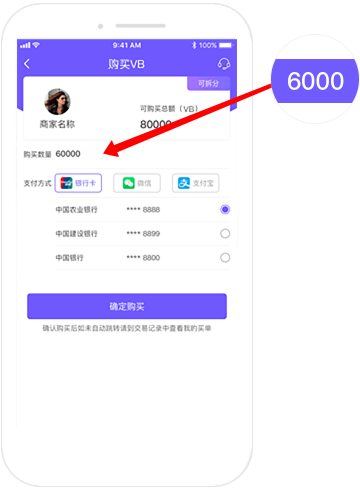 9:41 AM
100%
购买VB
可拆分
可购买总额（VB）
商家名称
80000
购买数量 60000
6000
支付方式 银行卡 微信 支付宝
中国农业银行 **** 8888
中国建设银行 **** 8899
中国银行 **** 8800
确定购买
确认购买后如未自动跳转请到交易记录中查看我的买单